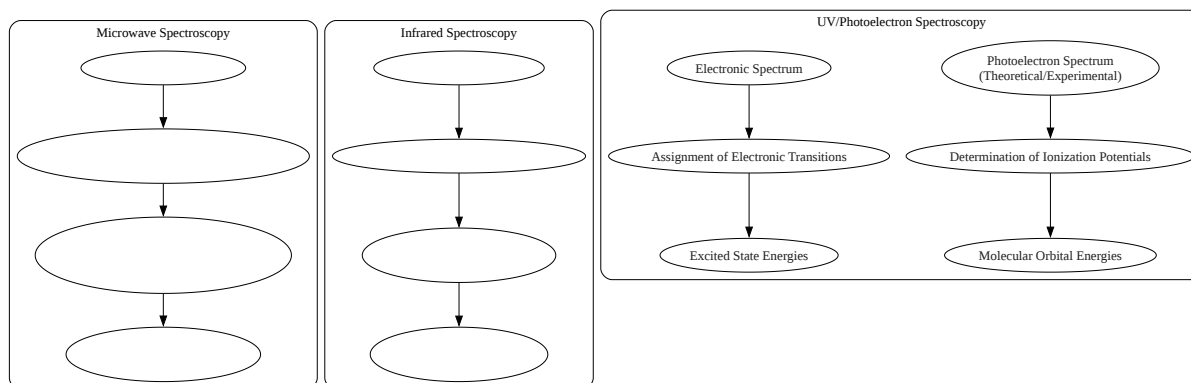 Microwave Spectroscopy
Infrared Spectroscopy
UV/Photoelectron Spectroscopy
Electronic Spectrum
Photoelectron Spectrum
(Theoretical/Experimental)
Assignment of Electronic Transitions
Determination of Ionization Potentials
Excited State Energies
Molecular Orbital Energies